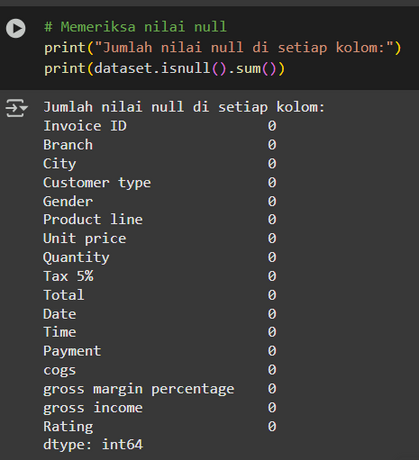 # Memeriksa nilai null
print("Jumlah nilai null di setiap kolom:")
print(dataset.isnull().sum())
Jumlah nilai null di setiap kolom:
Invoice ID 0
Branch 0
City 0
Customer type 0
Gender 0
Product line 0
Unit price 0
Quantity 0
Tax 5% 0
Total 0
Date 0
Time 0
Payment 0
cogs 0
gross margin percentage 0
gross income 0
Rating 0
dtype: int64